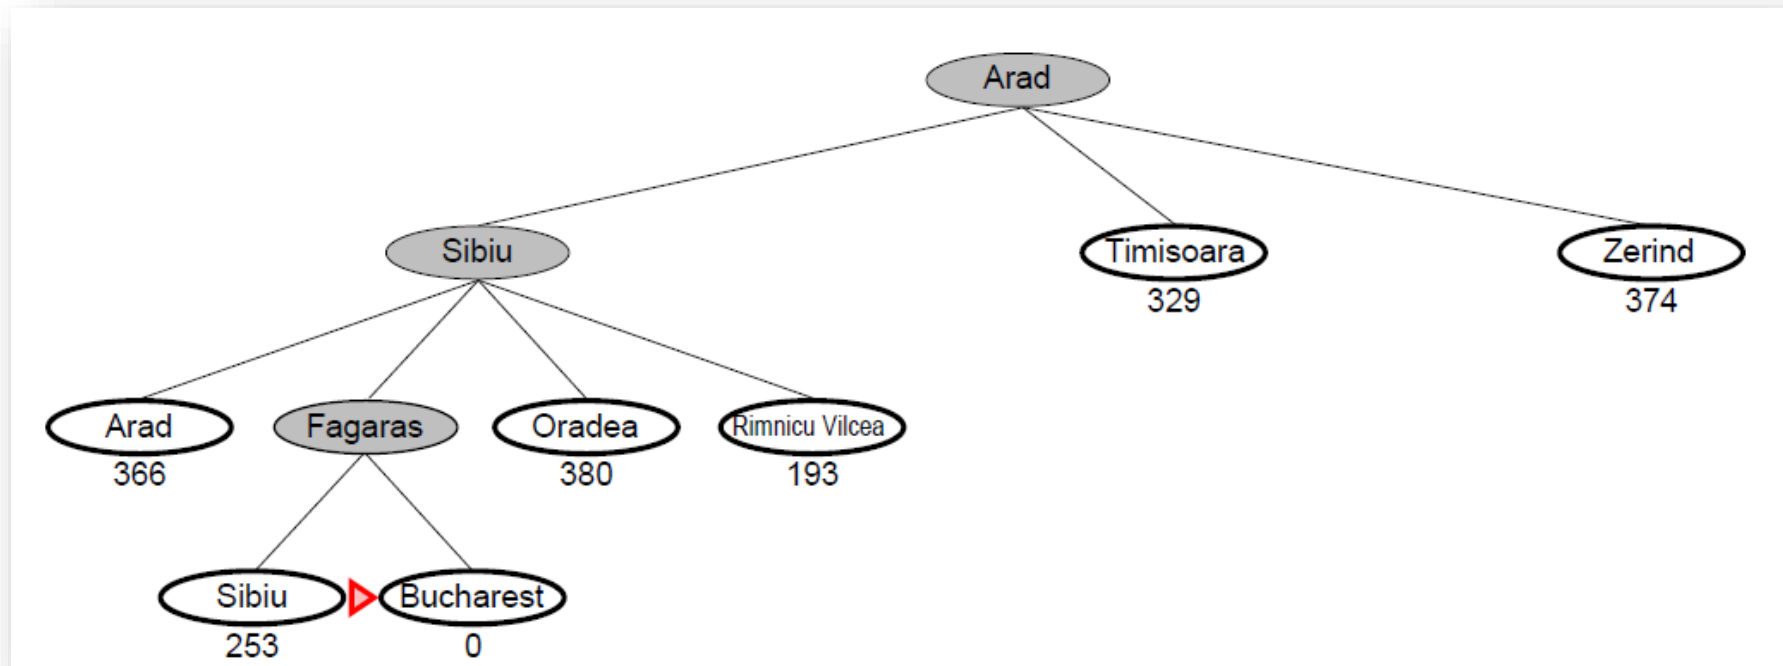 Arad
Sibiu
Timisoara
Zerind
329
374
Arad
Fagaras
Oradea
Rimnicu Vilcea
366
380
193
Sibiu
Bucharest
253
0